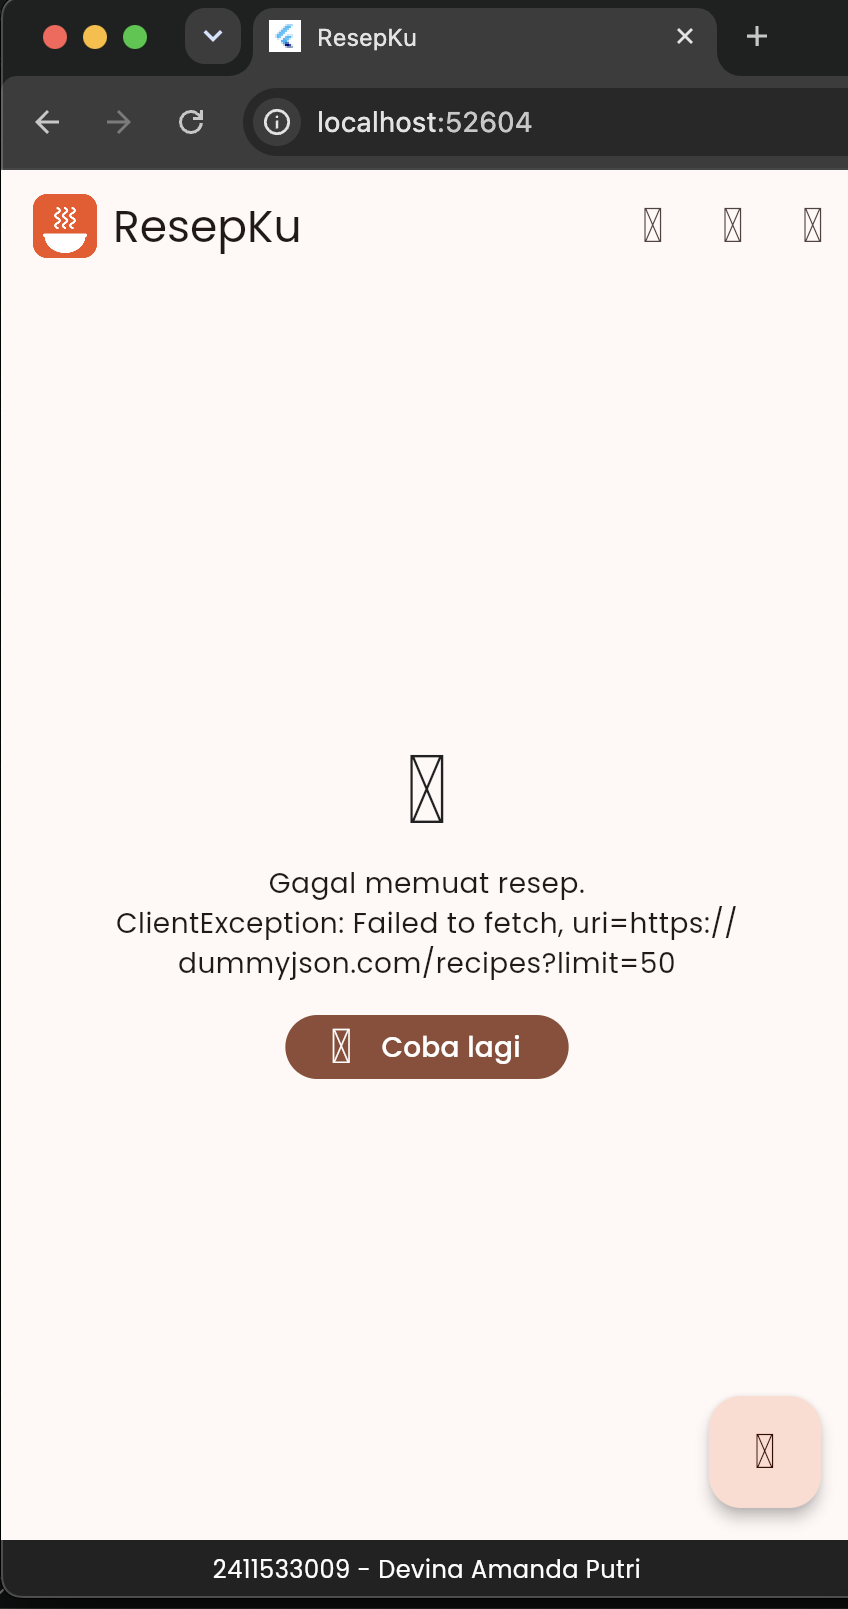 ResepKu
localhost:52604
ResepKu
Gagal memuat resep.
ClientException: Failed to fetch, uri=https://
dummyjson.com/recipes?limit=50
Coba lagi
2411533009 - Devina Amanda Putri